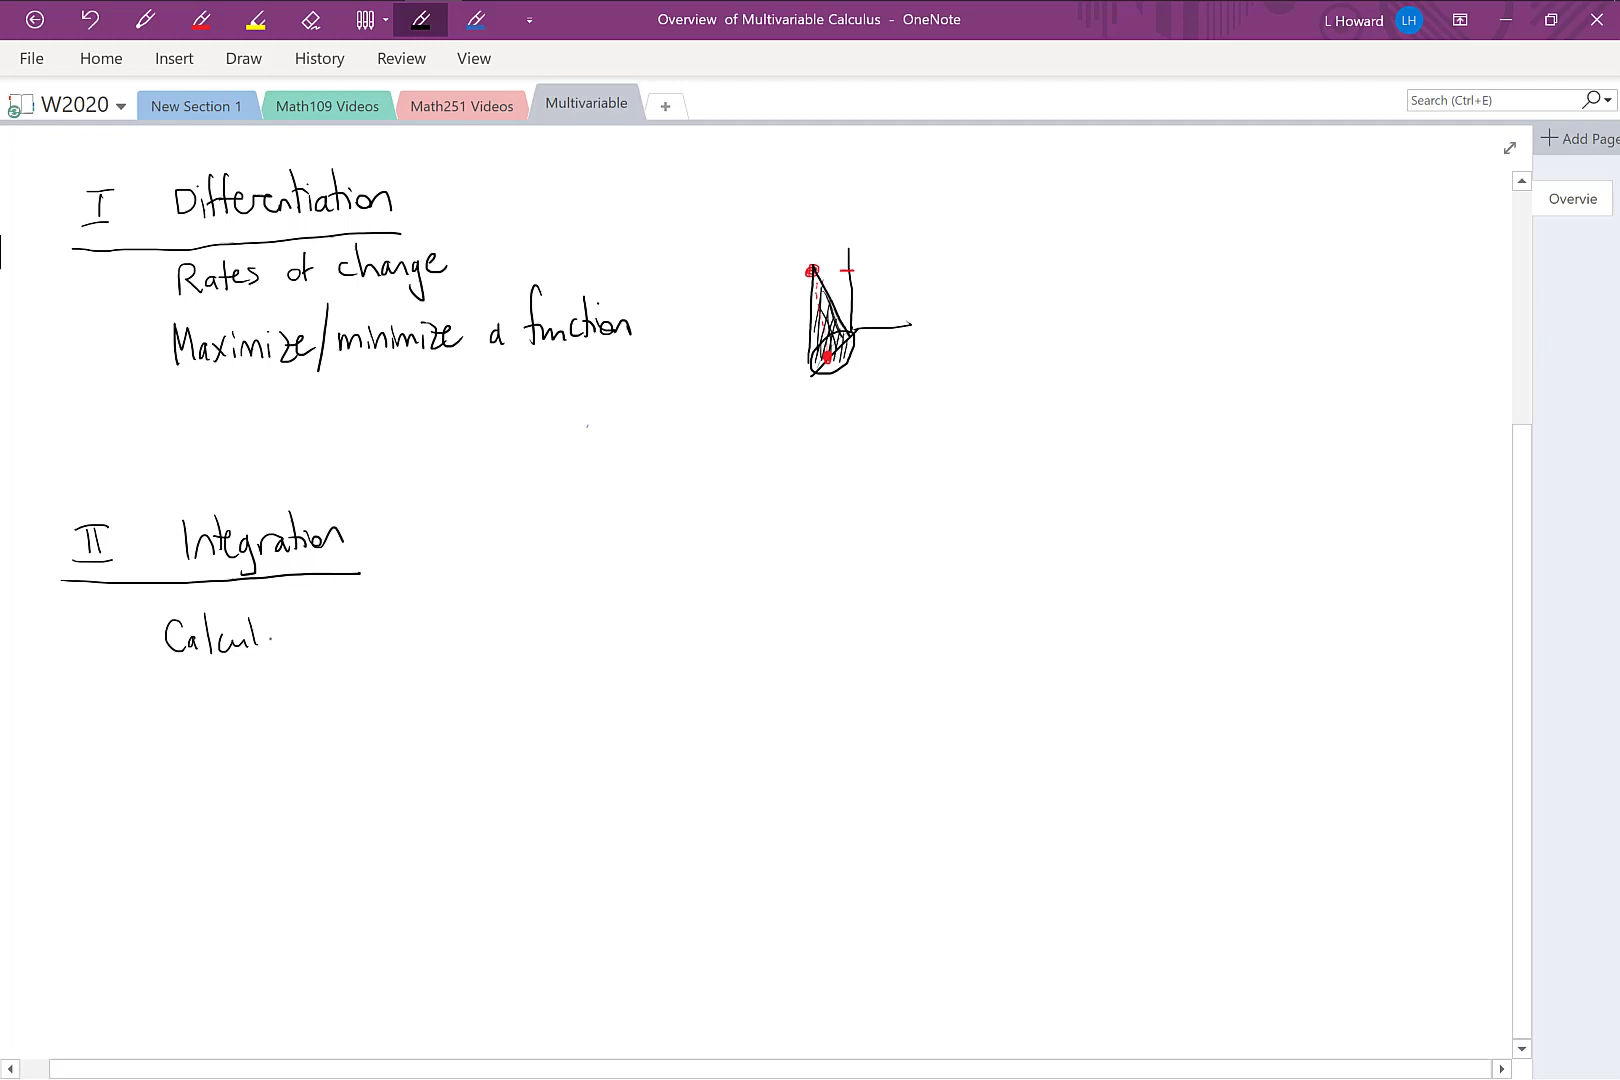 Overview of Multivariable Calculus - OneNote
L Howard LH
File Home Insert Draw History Review View
W2020 New Section 1 Math109 Videos Math251 Videos Multivariable + Search (Ctrl+E)
+ Add Page
Overvie
I Differentiation
Rates of change
Maximize/minimize a function
II Integration
Calcul